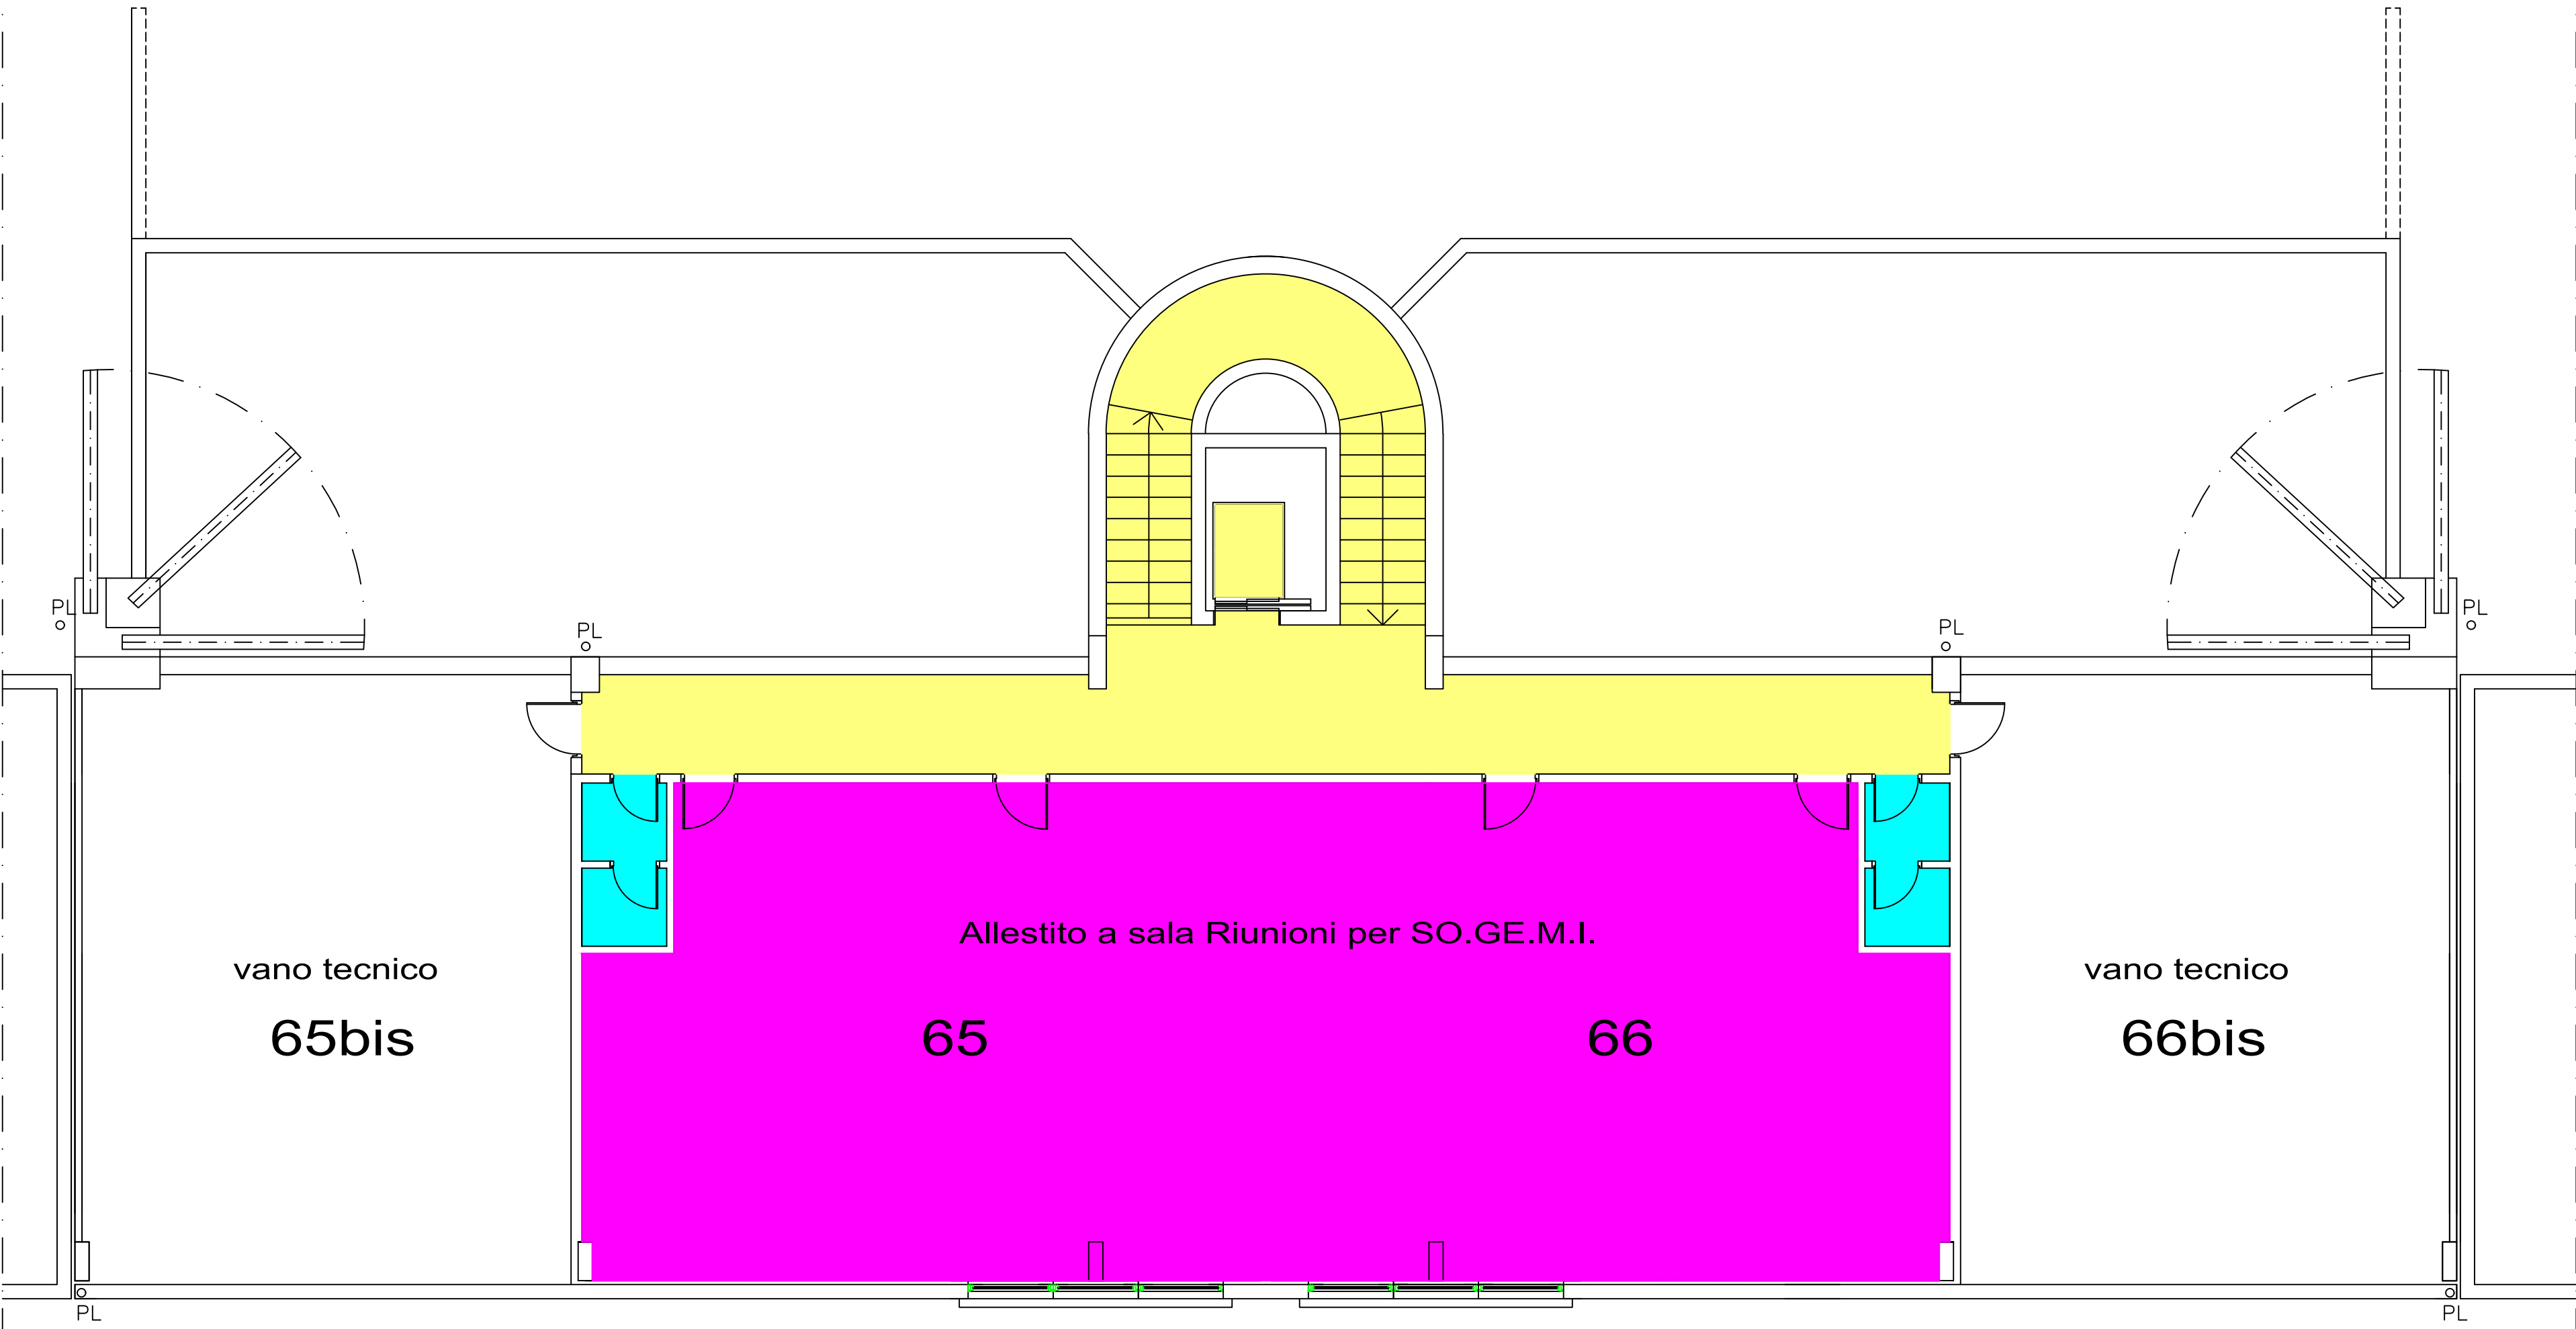 PL
PL
PL
PL
Allestito a sala Riunioni per SO.GE.M.I.
vano tecnico
vano tecnico
65bis
65
66
66bis
PL
PL